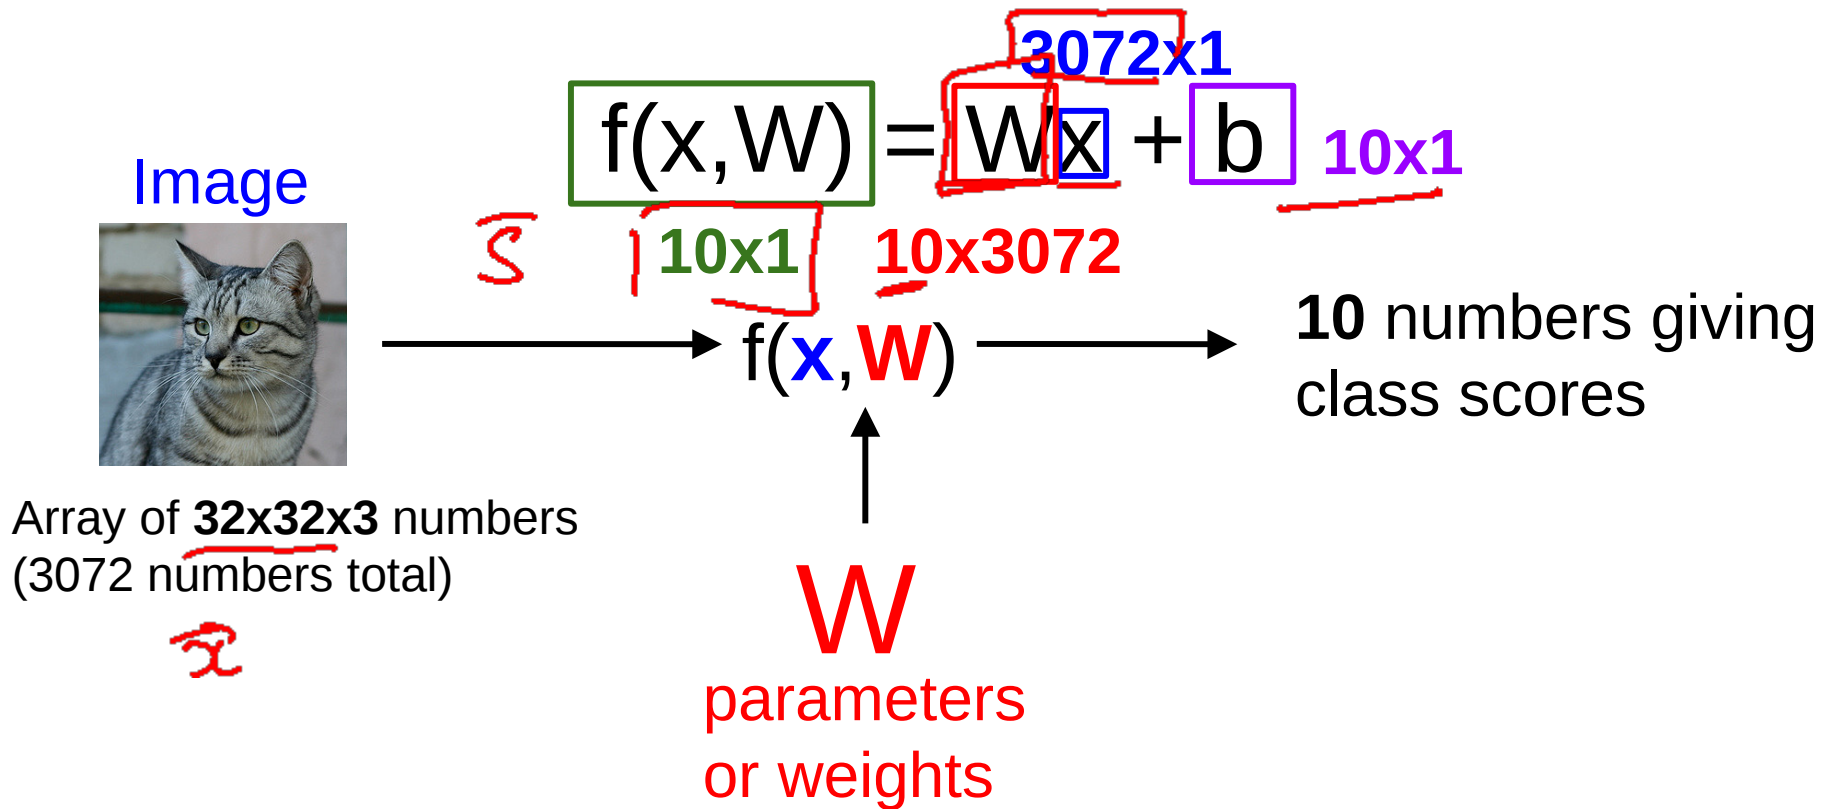 3072x1
f(x,W) = Wx + b 10x1
Image
S 10x1 10x3072
f(x,W)
10 numbers giving
class scores
Array of 32x32x3 numbers
(3072 numbers total)
x
W
parameters
or weights